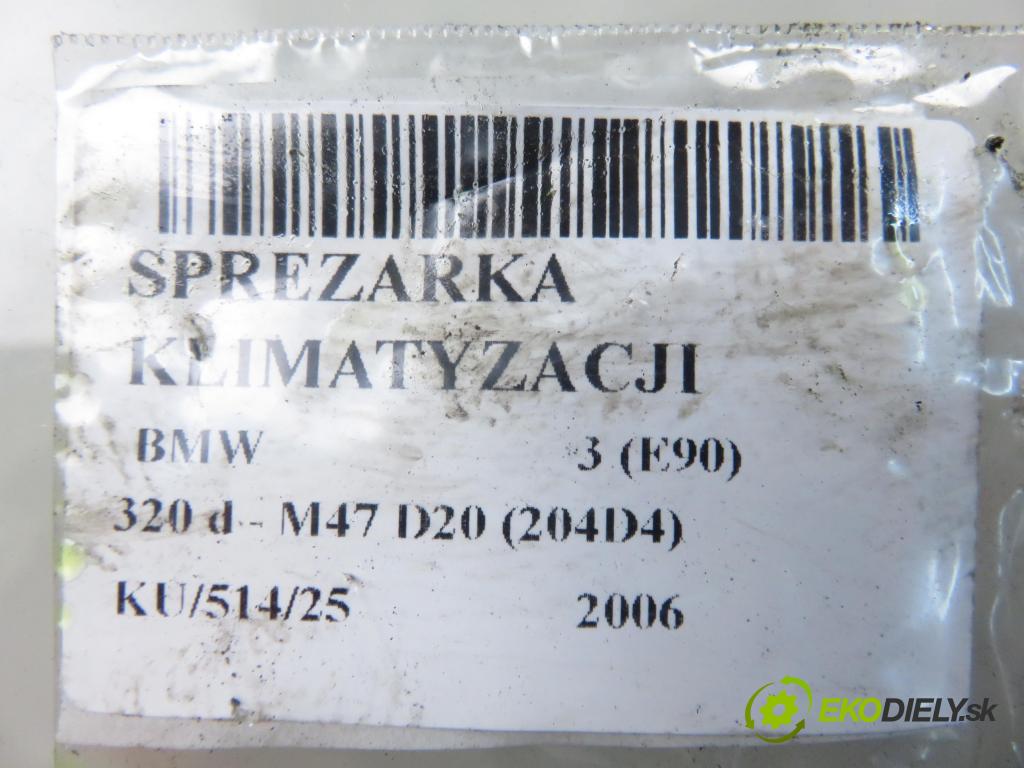 SPREZARKA
KLIMATYZACJI
BMW 3 (E90)
320 d - M47 D20 (204D4)
KU/514/25 2006
EKODIELY.sk